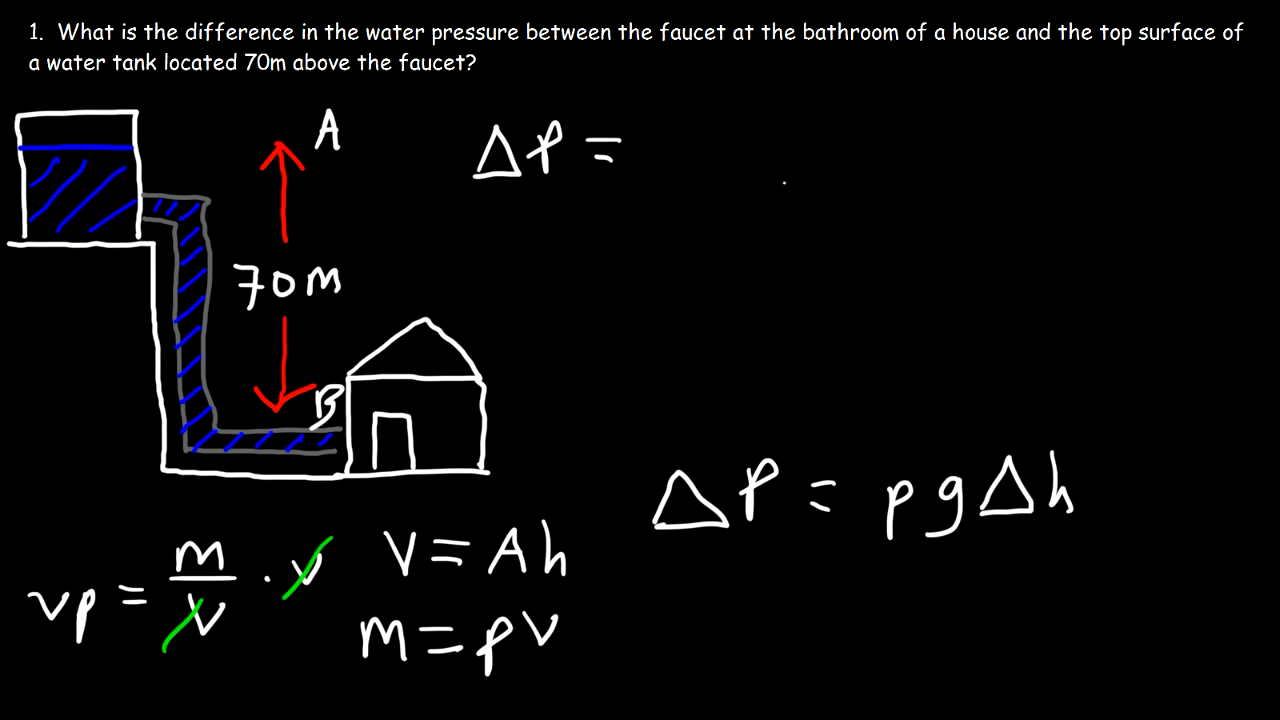 1. What is the difference in the water pressure between the faucet at the bathroom of a house and the top surface of
a water tank located 70m above the faucet?
A
ΔP =
70m
B
ΔP = ρgΔh
vρ = m/v · v
V = Ah
m = ρv